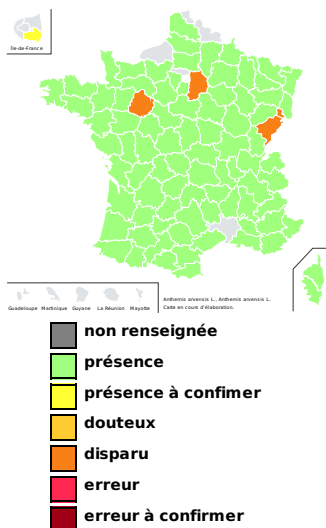 Île-de-France
Guadeloupe Martinique Guyane La Réunion Mayotte
Anthemis arvensis L., Anthemis arvensis L.
Carte en cours d'élaboration.
non renseignée
présence
présence à confimer
douteux
disparu
erreur
erreur à confirmer